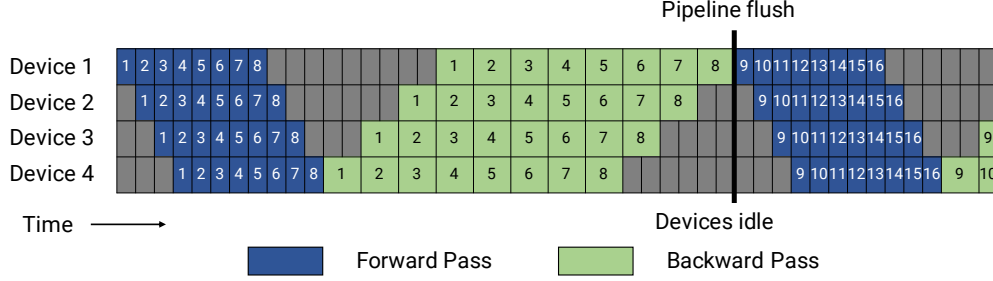 Pipeline flush
Device 1 1 2 3 4 5 6 7 8 1 2 3 4 5 6 7 8 9 10 11 12 13 14 15 16
Device 2 1 2 3 4 5 6 7 8 1 2 3 4 5 6 7 8 9 10 11 12 13 14 15 16
Device 3 1 2 3 4 5 6 7 8 1 2 3 4 5 6 7 8 9 10 11 12 13 14 15 16 9
Device 4 1 2 3 4 5 6 7 8 1 2 3 4 5 6 7 8 9 10 11 12 13 14 15 16 9 10
Time Devices idle
Forward Pass Backward Pass